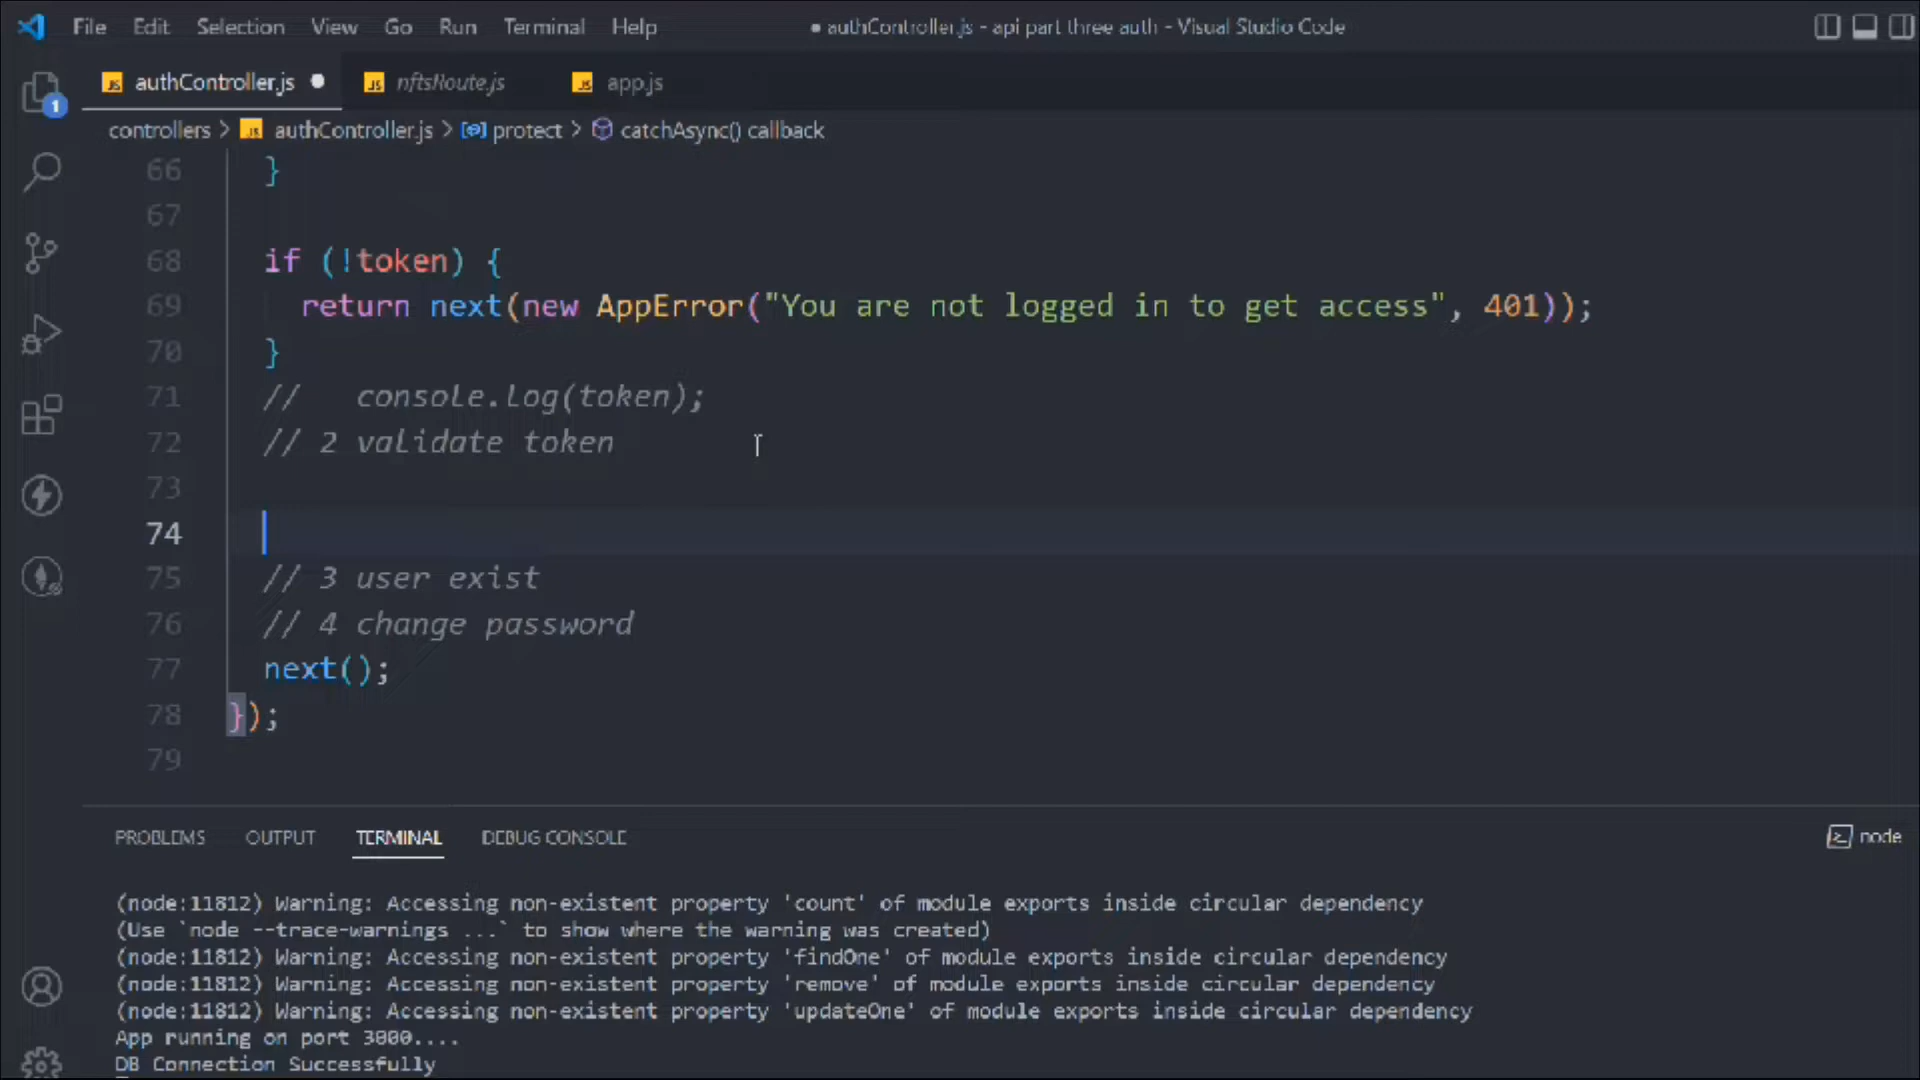 File Edit Selection View Go Run Terminal Help ● authController.js - api part three auth - Visual Studio Code
JS authController.js ● JS nftsRoute.js JS app.js
1
controllers > JS authController.js > protect > catchAsync() callback
66 }
67
68 if (!token) {
69 return next(new AppError("You are not logged in to get access", 401));
70 }
71 // console.log(token);
72 // 2 validate token
73
74
75 // 3 user exist
76 // 4 change password
77 next();
78 });
79
PROBLEMS OUTPUT TERMINAL DEBUG CONSOLE node
(node:11812) Warning: Accessing non-existent property 'count' of module exports inside circular dependency
(Use `node --trace-warnings ...` to show where the warning was created)
(node:11812) Warning: Accessing non-existent property 'findOne' of module exports inside circular dependency
(node:11812) Warning: Accessing non-existent property 'remove' of module exports inside circular dependency
(node:11812) Warning: Accessing non-existent property 'updateOne' of module exports inside circular dependency
App running on port 3000....
DB Connection Successfully